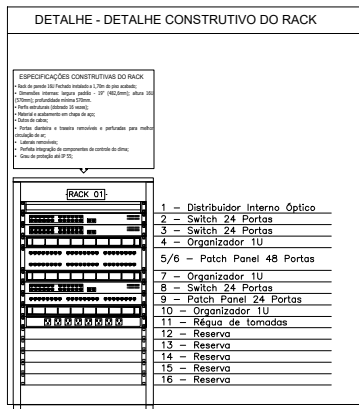 DETALHE - DETALHE CONSTRUTIVO DO RACK
ESPECIFICAÇÕES CONSTRUTIVAS DO RACK
• Rack de parede 16U Fechado instalado a 1,70m do piso acabado;
• Dimensões internas: largura padrão - 19" (482,6mm); altura 16U
(570mm); profundidade mínima 570mm.
• Perfis estruturais (dobrado 16 vezes);
• Material e acabamento em chapa de aço;
• Dutos de cabos;
• Portas dianteira e traseira removíveis e perfuradas para melhor
circulação de ar;
• Laterais removíveis;
• Perfeita integração de componentes de controle do clima;
• Grau de proteção até IP 55;
RACK 01
1 – Distribuidor Interno Óptico
2 – Switch 24 Portas
3 – Switch 24 Portas
4 – Organizador 1U
5/6 – Patch Panel 48 Portas
7 – Organizador 1U
8 – Switch 24 Portas
9 – Patch Panel 24 Portas
10 – Organizador 1U
11 – Régua de tomadas
12 – Reserva
13 – Reserva
14 – Reserva
15 – Reserva
16 – Reserva